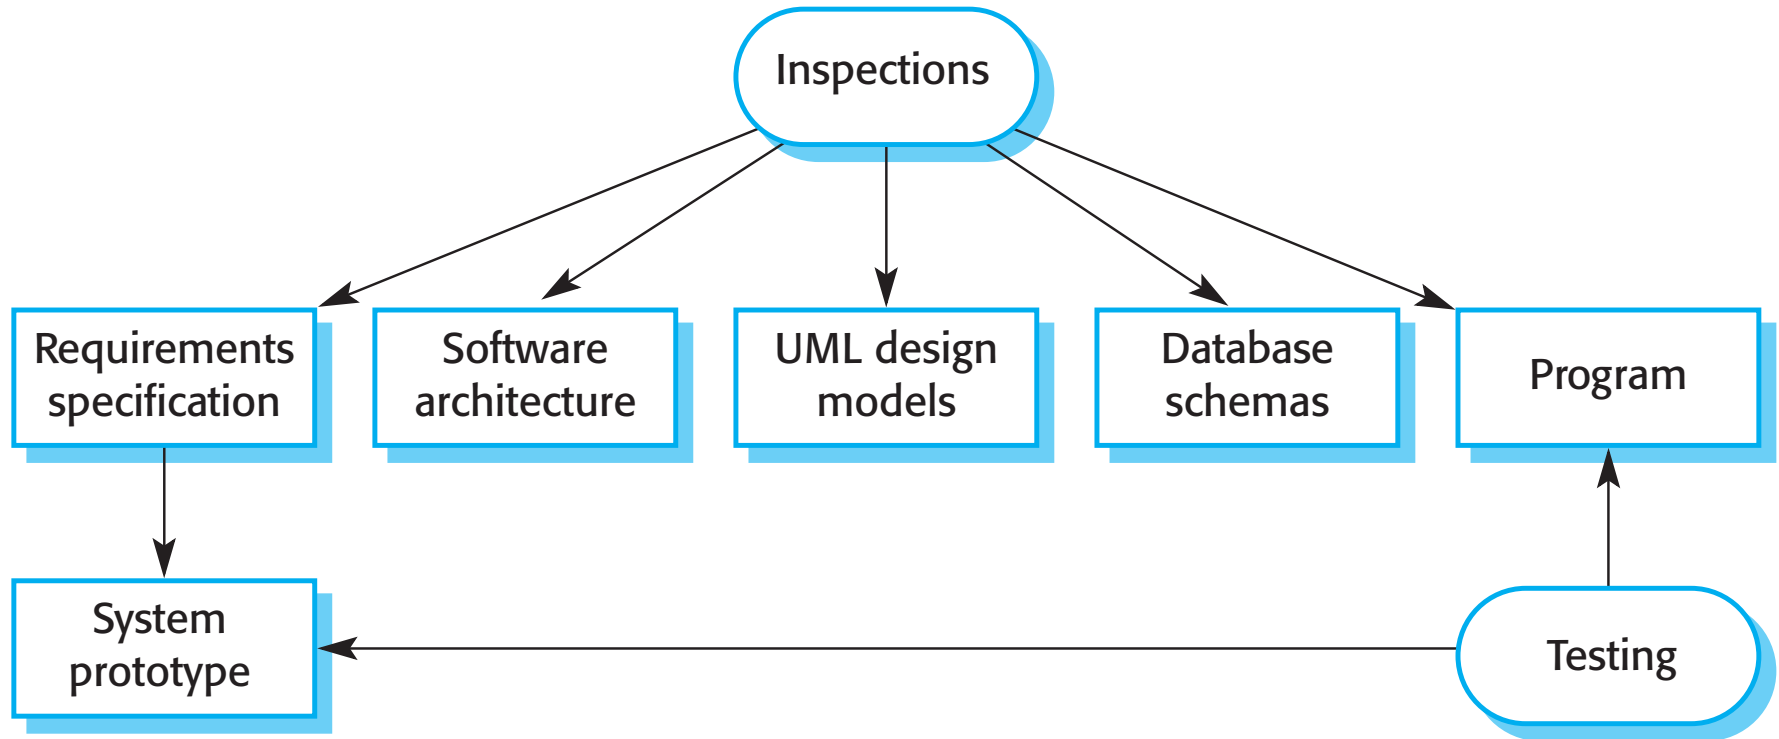 Inspections
Requirements
specification
Software
architecture
UML design
models
Database
schemas
Program
System
prototype
Testing